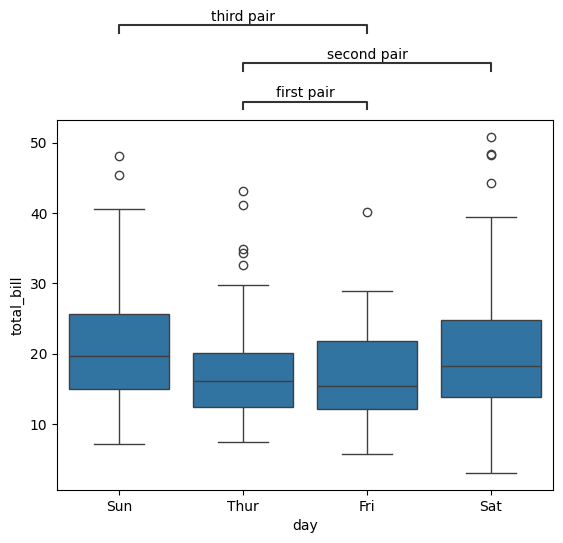 third pair
second pair
first pair
50
40
30
20
10
total_bill
Sun Thur Fri Sat
day